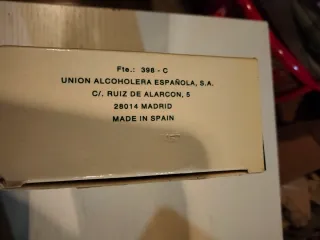 Fte.: 398 - C
UNION ALCOHOLERA ESPAÑOLA, S.A.
C/. RUIZ DE ALARCON, 5
28014 MADRID
MADE IN SPAIN